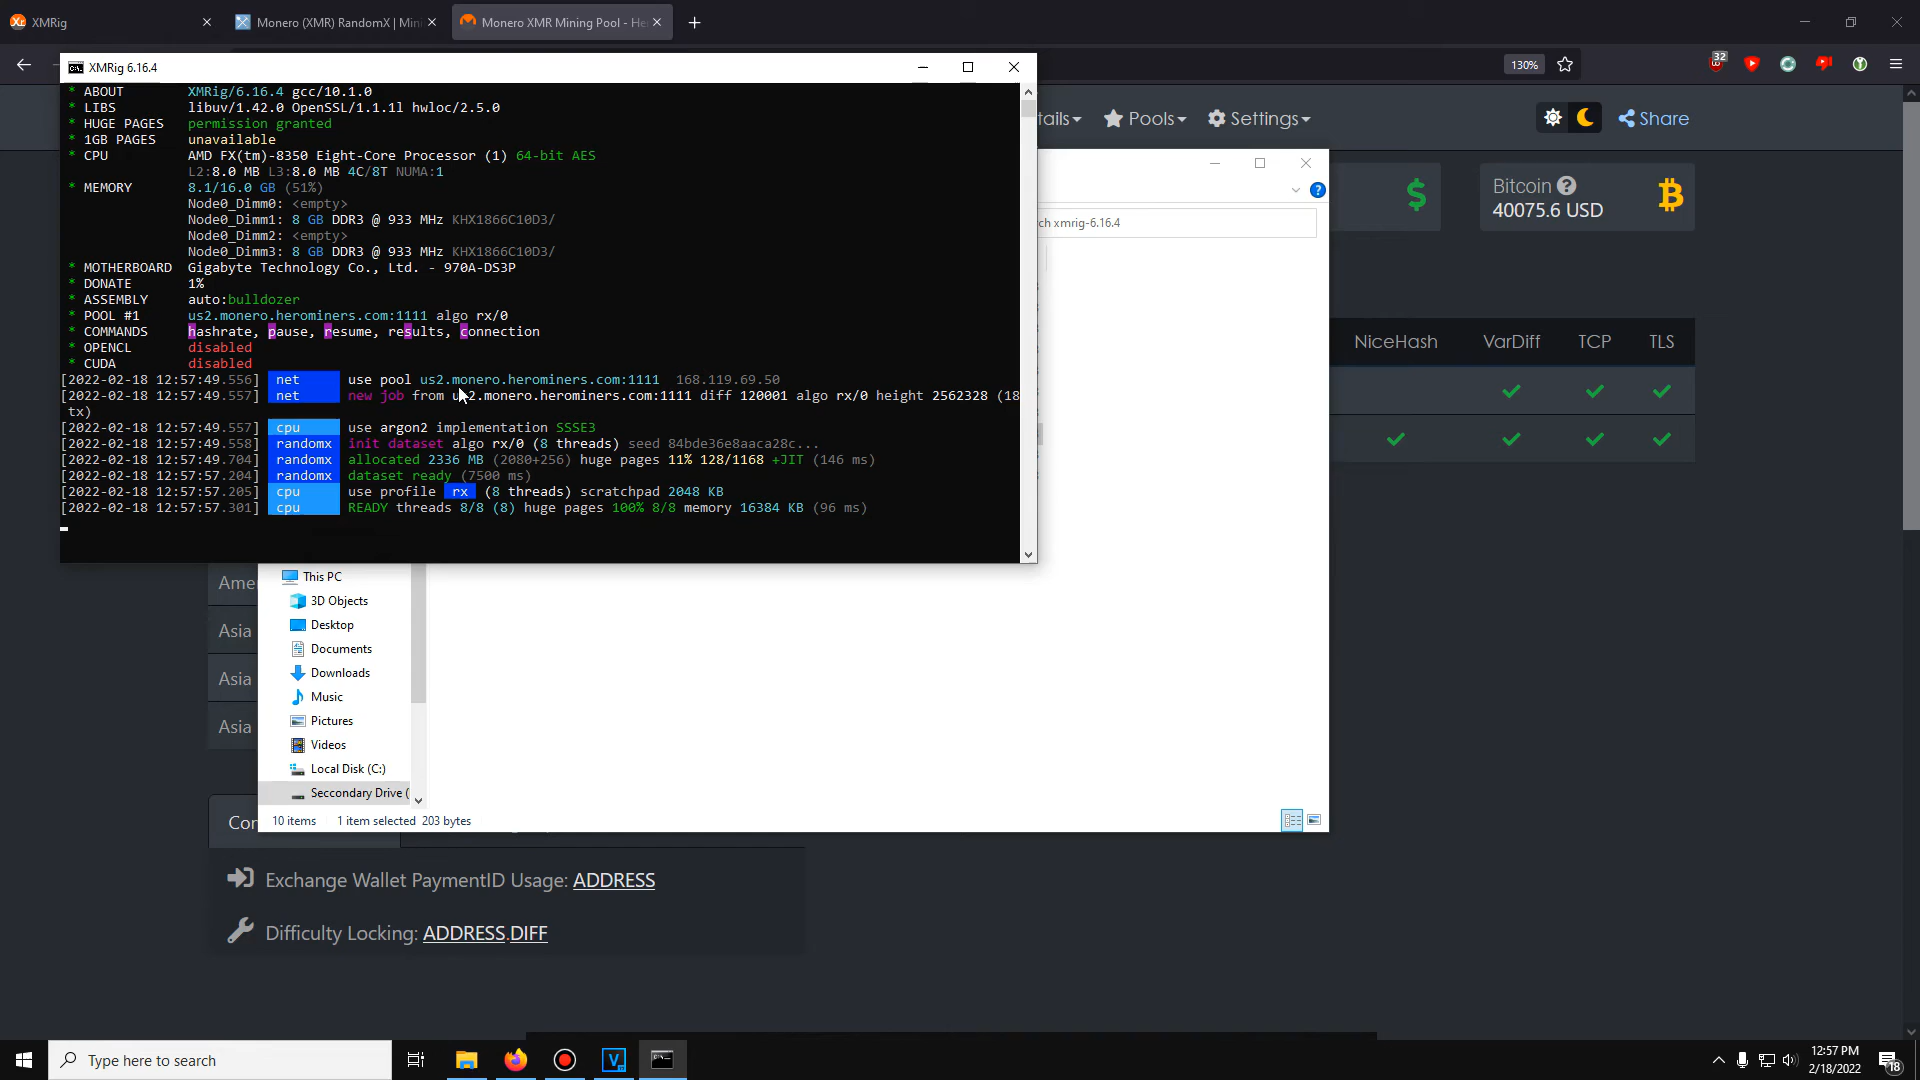 XMRig
Monero (XMR) RandomX | Mini
Monero XMR Mining Pool - He
130%
32
XMRig 6.16.4
* ABOUT XMRig/6.16.4 gcc/10.1.0
* LIBS libuv/1.42.0 OpenSSL/1.1.1l hwloc/2.5.0
* HUGE PAGES permission granted
* 1GB PAGES unavailable
* CPU AMD FX(tm)-8350 Eight-Core Processor (1) 64-bit AES
L2:8.0 MB L3:8.0 MB 4C/8T NUMA:1
* MEMORY 8.1/16.0 GB (51%)
Node0_Dimm0: <empty>
Node0_Dimm1: 8 GB DDR3 @ 933 MHz KHX1866C10D3/
Node0_Dimm2: <empty>
Node0_Dimm3: 8 GB DDR3 @ 933 MHz KHX1866C10D3/
* MOTHERBOARD Gigabyte Technology Co., Ltd. - 970A-DS3P
* DONATE 1%
* ASSEMBLY auto:bulldozer
* POOL #1 us2.monero.herominers.com:1111 algo rx/0
* COMMANDS hashrate, pause, resume, results, connection
* OPENCL disabled
* CUDA disabled
[2022-02-18 12:57:49.556] net use pool us2.monero.herominers.com:1111 168.119.69.50
[2022-02-18 12:57:49.557] net new job from us2.monero.herominers.com:1111 diff 120001 algo rx/0 height 2562328 (18
tx)
[2022-02-18 12:57:49.557] cpu use argon2 implementation SSSE3
[2022-02-18 12:57:49.558] randomx init dataset algo rx/0 (8 threads) seed 84bde36e8aaca28c...
[2022-02-18 12:57:49.704] randomx allocated 2336 MB (2080+256) huge pages 11% 128/1168 +JIT (146 ms)
[2022-02-18 12:57:57.204] randomx dataset ready (7500 ms)
[2022-02-18 12:57:57.205] cpu use profile rx (8 threads) scratchpad 2048 KB
[2022-02-18 12:57:57.301] cpu READY threads 8/8 (8) huge pages 100% 8/8 memory 16384 KB (96 ms)
tails
Pools
Settings
Share
Bitcoin
40075.6 USD
rch xmrig-6.16.4
NiceHash VarDiff TCP TLS
Ame
Asia
Asia
Asia
This PC
3D Objects
Desktop
Documents
Downloads
Music
Pictures
Videos
Local Disk (C:)
Seccondary Drive (
10 items 1 item selected 203 bytes
Con
Exchange Wallet PaymentID Usage: ADDRESS
Difficulty Locking: ADDRESS.DIFF
Type here to search
12:57 PM
2/18/2022
18